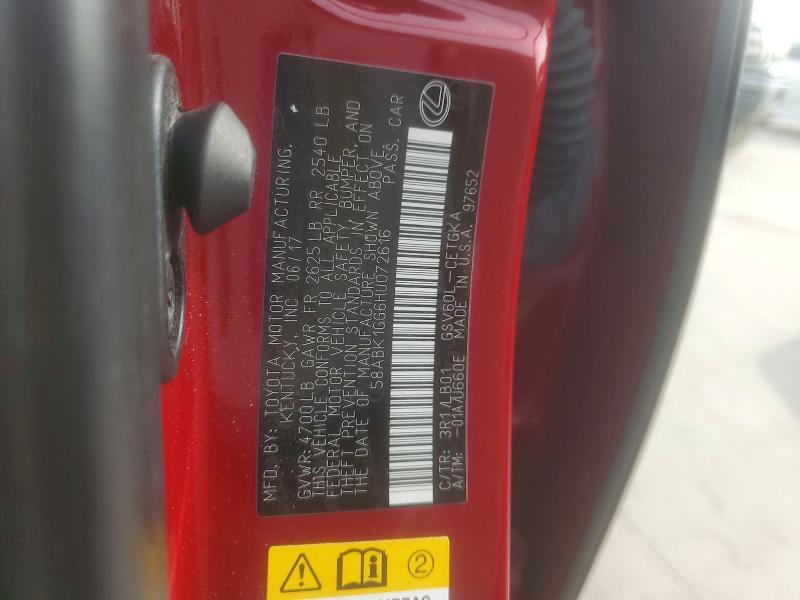 MFD. BY: TOYOTA MOTOR MANUFACTURING,
KENTUCKY, INC 06/17
GVWR: 4700LB GAWR FR 2625LB RR 2540LB
THIS VEHICLE CONFORMS TO ALL APPLICABLE
FEDERAL MOTOR VEHICLE SAFETY, BUMPER, AND
THEFT PREVENTION STANDARDS IN EFFECT ON
THE DATE OF MANUFACTURE SHOWN ABOVE.
58ABK1GG6HU072616 PASS. CAR
C/TR: 3R1/LB01 GSV60L-CETGKA
A/TM: -01A/U660E MADE IN U.S.A. 97652
2